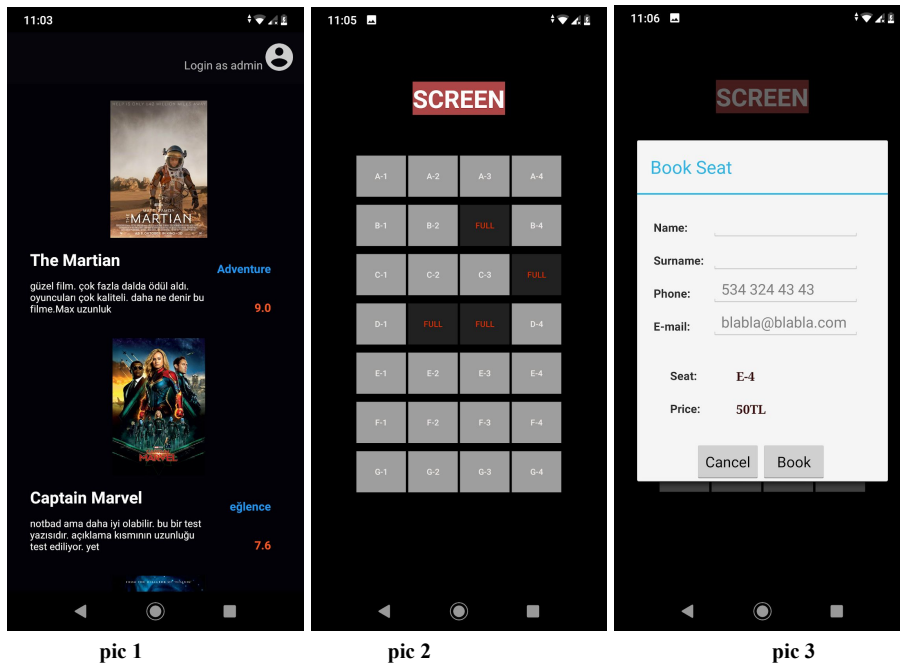 11:03
Login as admin
THE MARTIAN
The Martian
Adventure
güzel film. çok fazla dalda ödül aldı.
oyuncuları çok kaliteli. daha ne denir bu
filme.Max uzunluk
9.0
MARVEL
Captain Marvel
eğlence
notbad ama daha iyi olabilir. bu bir test
yazısıdır. açıklama kısmının uzunluğu
test ediliyor. yet
7.6
pic 1
11:05
SCREEN
A-1 A-2 A-3 A-4
B-1 B-2 FULL B-4
C-1 C-2 C-3 FULL
D-1 FULL FULL D-4
E-1 E-2 E-3 E-4
F-1 F-2 F-3 F-4
G-1 G-2 G-3 G-4
pic 2
11:06
SCREEN
Book Seat
Name:
Surname:
Phone: 534 324 43 43
E-mail: blabla@blabla.com
Seat: E-4
Price: 50TL
Cancel Book
pic 3